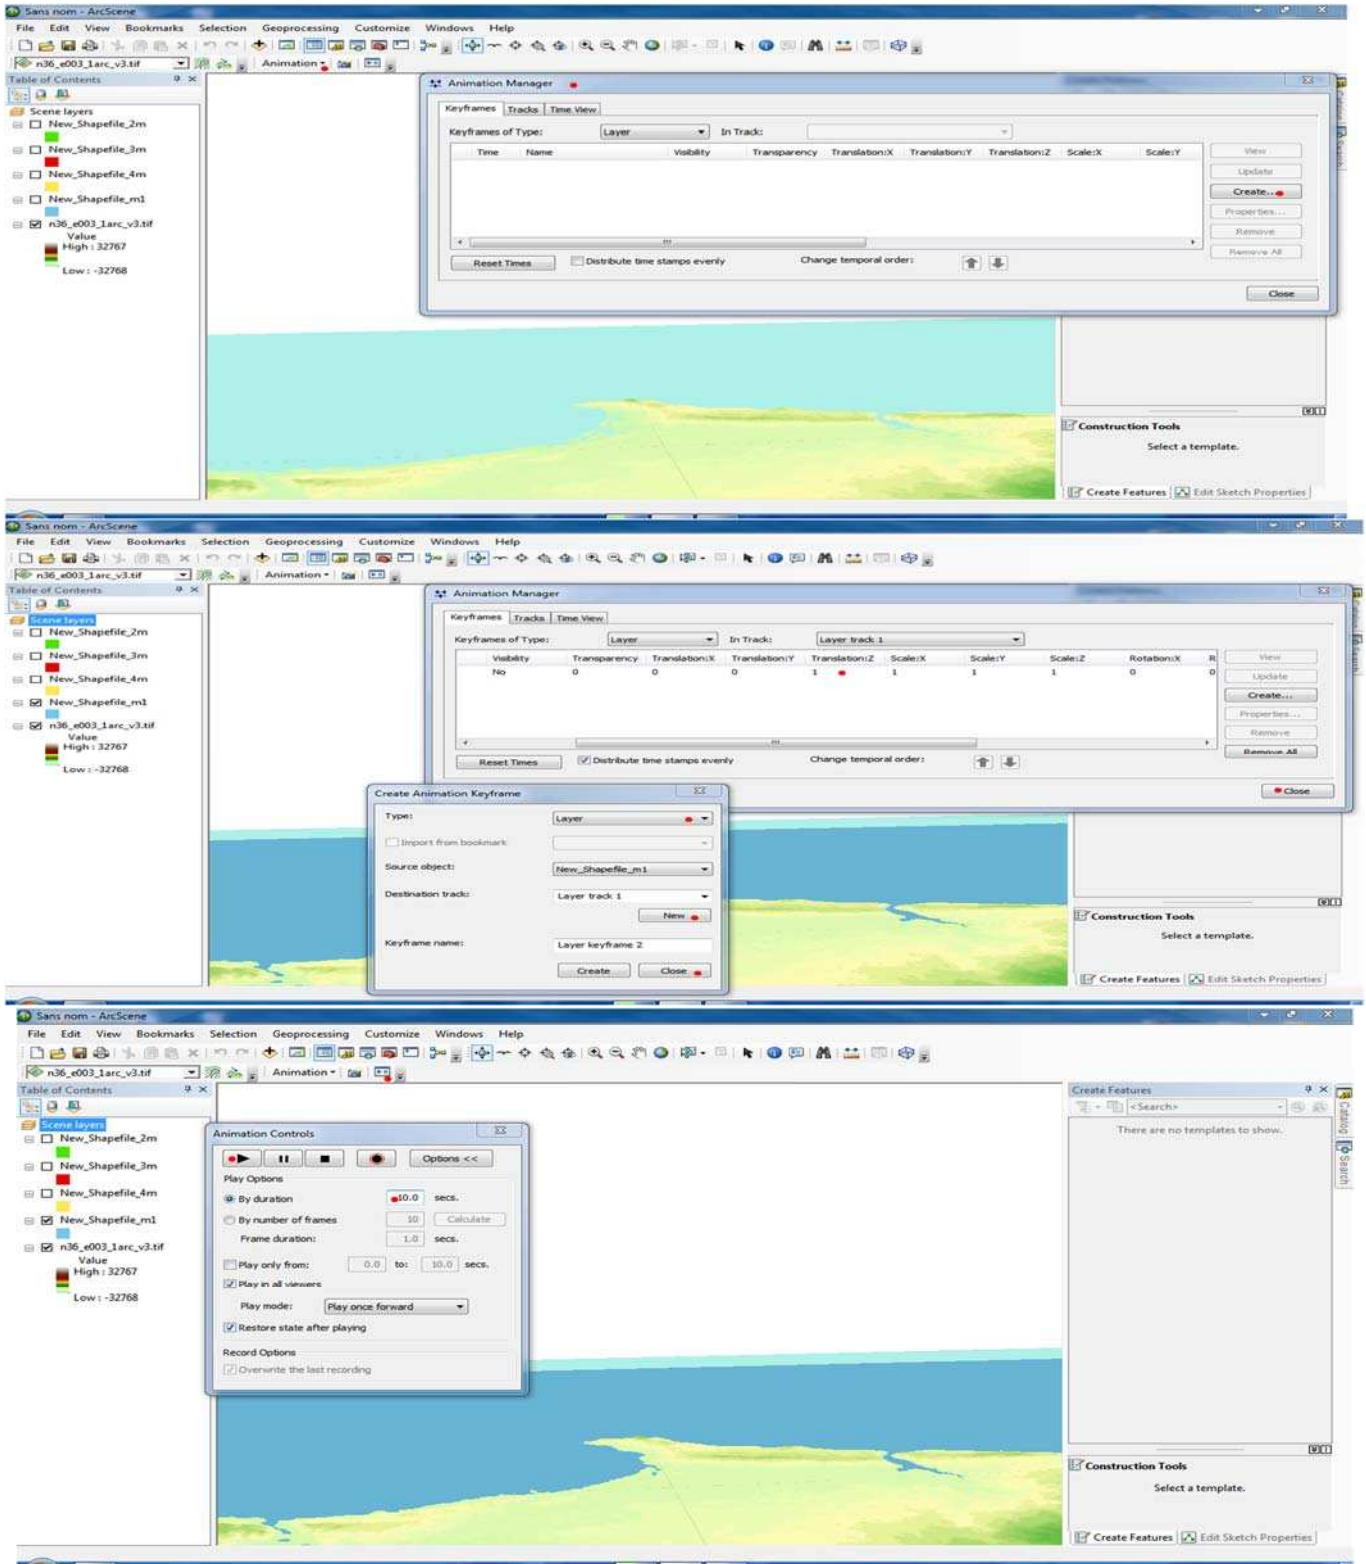 Sans nom - ArcScene
File Edit View Bookmarks Selection Geoprocessing Customize Windows Help
n36_e003_1arc_v3.tif Animation
Table of Contents
Scene layers
New_Shapefile_2m
New_Shapefile_3m
New_Shapefile_4m
New_Shapefile_m1
n36_e003_1arc_v3.tif
Value
High : 32767
Low : -32768
Animation Manager
Keyframes Tracks Time View
Keyframes of Type: Layer In Track:
Time Name Visibility Transparency Translation:X Translation:Y Translation:Z Scale:X Scale:Y
View
Update
Create...
Properties...
Remove
Remove All
Reset Times Distribute time stamps evenly Change temporal order:
Close
Catalog
Search
Construction Tools
Select a template.
Create Features Edit Sketch Properties
Sans nom - ArcScene
File Edit View Bookmarks Selection Geoprocessing Customize Windows Help
n36_e003_1arc_v3.tif Animation
Table of Contents
Scene layers
New_Shapefile_2m
New_Shapefile_3m
New_Shapefile_4m
New_Shapefile_m1
n36_e003_1arc_v3.tif
Value
High : 32767
Low : -32768
Animation Manager
Keyframes Tracks Time View
Keyframes of Type: Layer In Track: Layer track 1
Visibility Transparency Translation:X Translation:Y Translation:Z Scale:X Scale:Y Scale:Z Rotation:X R
No 0 0 0 1 1 1 1 0 0
View
Update
Create...
Properties...
Remove
Remove All
Reset Times Distribute time stamps evenly Change temporal order:
Close
Create Animation Keyframe
Type: Layer
Import from bookmark
Source object: New_Shapefile_m1
Destination track: Layer track 1
New
Keyframe name: Layer keyframe 2
Create Close
Construction Tools
Select a template.
Create Features Edit Sketch Properties
Sans nom - ArcScene
File Edit View Bookmarks Selection Geoprocessing Customize Windows Help
n36_e003_1arc_v3.tif Animation
Table of Contents
Scene layers
New_Shapefile_2m
New_Shapefile_3m
New_Shapefile_4m
New_Shapefile_m1
n36_e003_1arc_v3.tif
Value
High : 32767
Low : -32768
Animation Controls
Options <<
Play Options
By duration 10.0 secs.
By number of frames 10 Calculate
Frame duration: 1.0 secs.
Play only from: 0.0 to: 10.0 secs.
Play in all viewers
Play mode: Play once forward
Restore state after playing
Record Options
Overwrite the last recording
Create Features
<Search>
There are no templates to show.
Catalog
Search
Construction Tools
Select a template.
Create Features Edit Sketch Properties